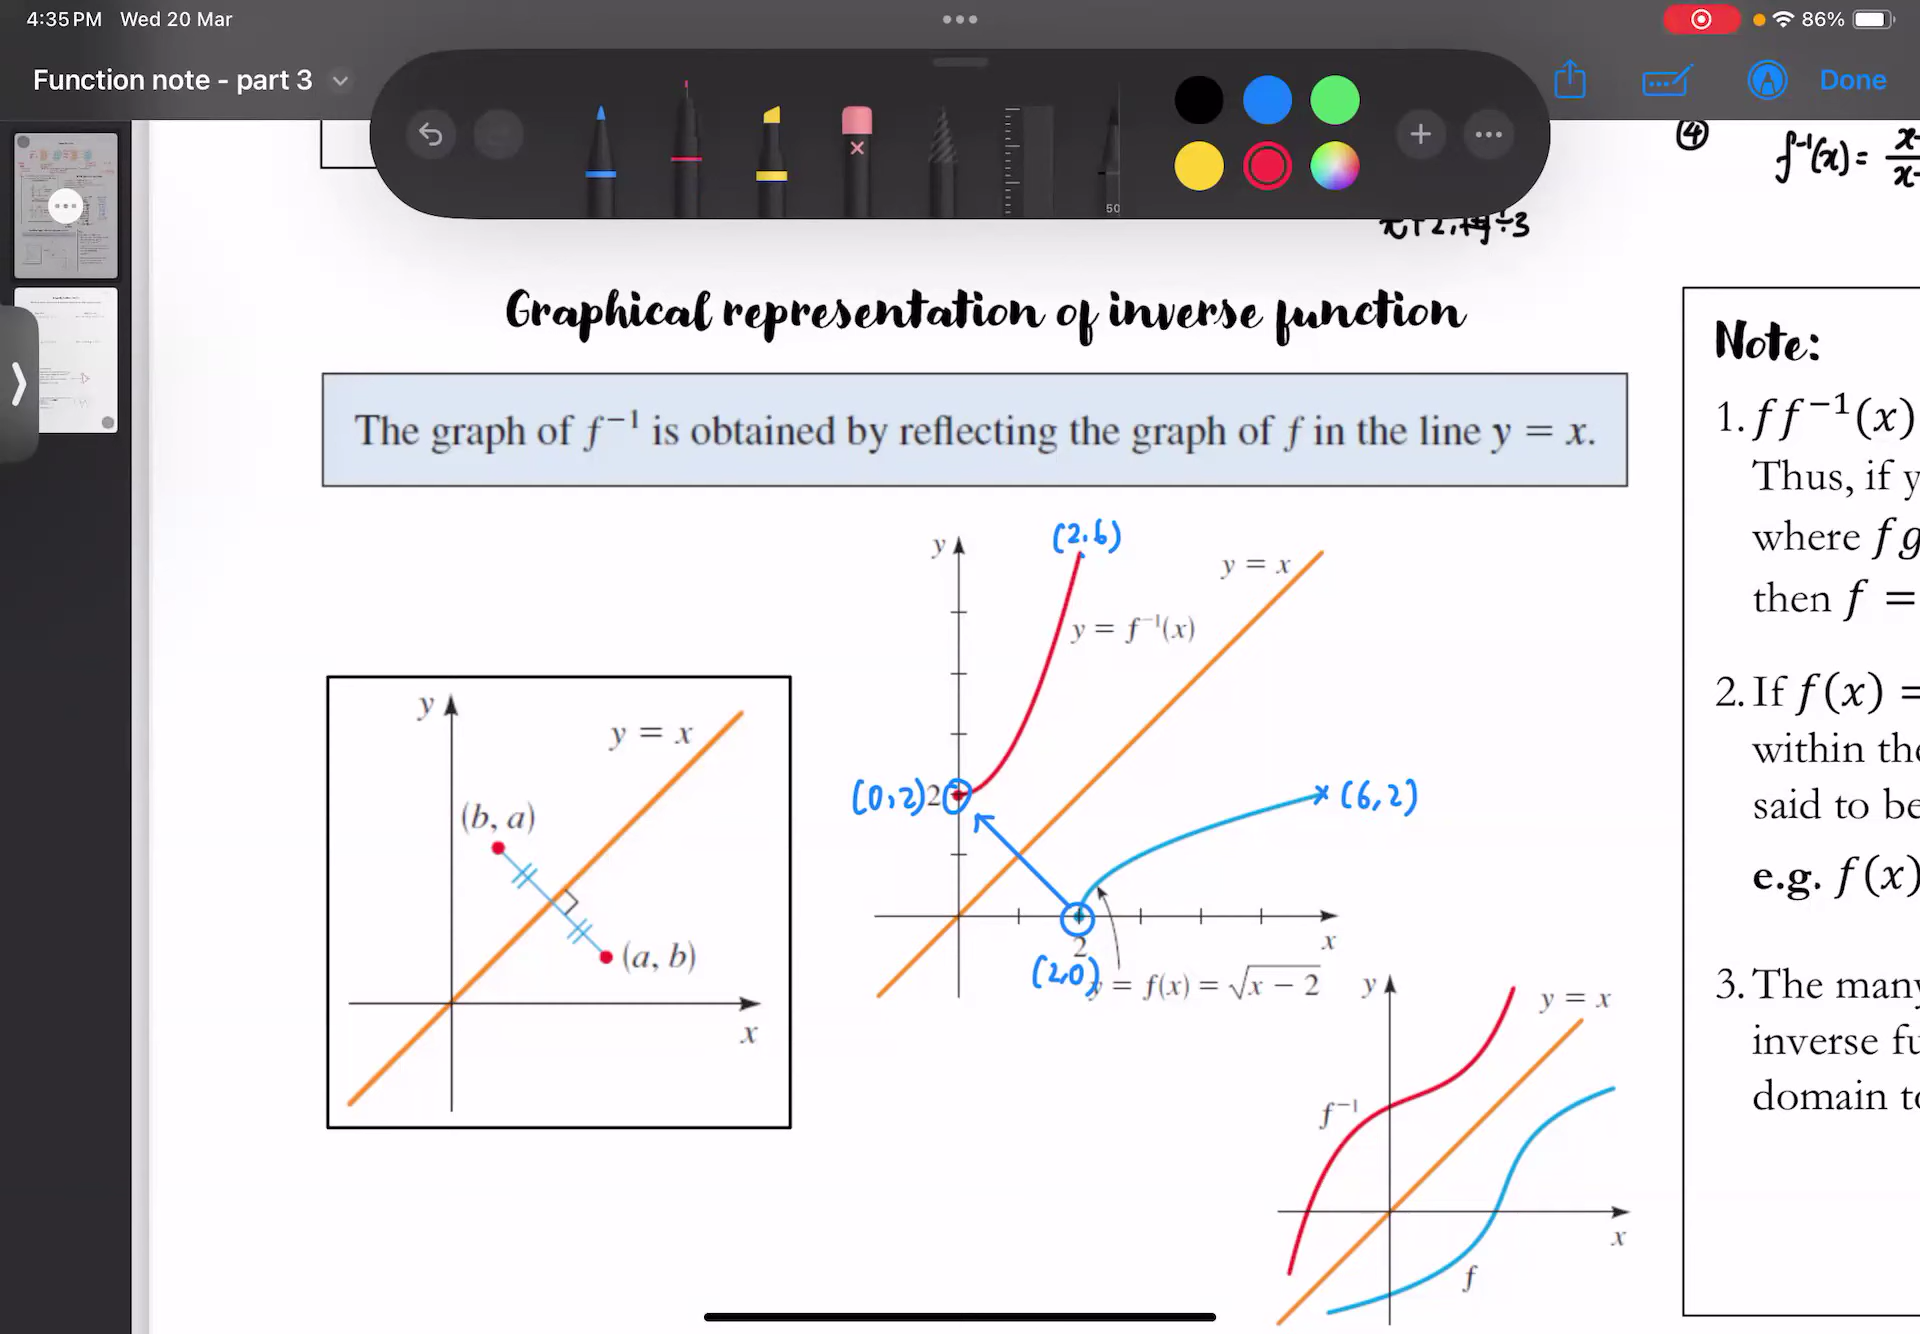 4:35 PM Wed 20 Mar
86%
Function note - part 3
Done
50
④ f⁻¹(x) =
Graphical representation of inverse function
The graph of f⁻¹ is obtained by reflecting the graph of f in the line y = x.
y
(2.6)
y = x
y = f⁻¹(x)
(0,2)
2
(6,2)
x
2
(2,0)
= f(x) = √x − 2
y
y = x
(b, a)
(a, b)
x
y
y = x
f⁻¹
x
f
Note:
1. ff⁻¹(x)
Thus, if y
where fg
then f =
2. If f(x) =
within the
said to be
e.g. f(x)
3. The many
inverse fu
domain to